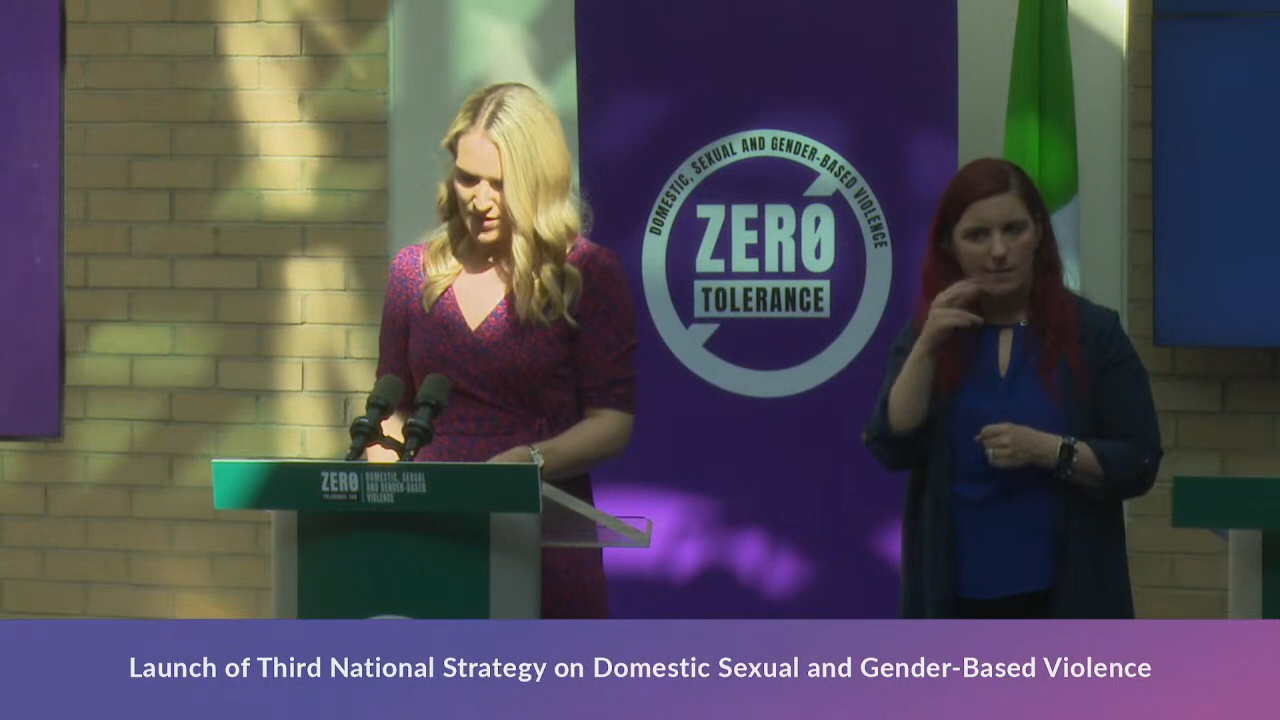 DOMESTIC, SEXUAL AND GENDER-BASED VIOLENCE
ZERO
TOLERANCE
ZERO
DOMESTIC, SEXUAL
AND GENDER-BASED
VIOLENCE
Launch of Third National Strategy on Domestic Sexual and Gender-Based Violence